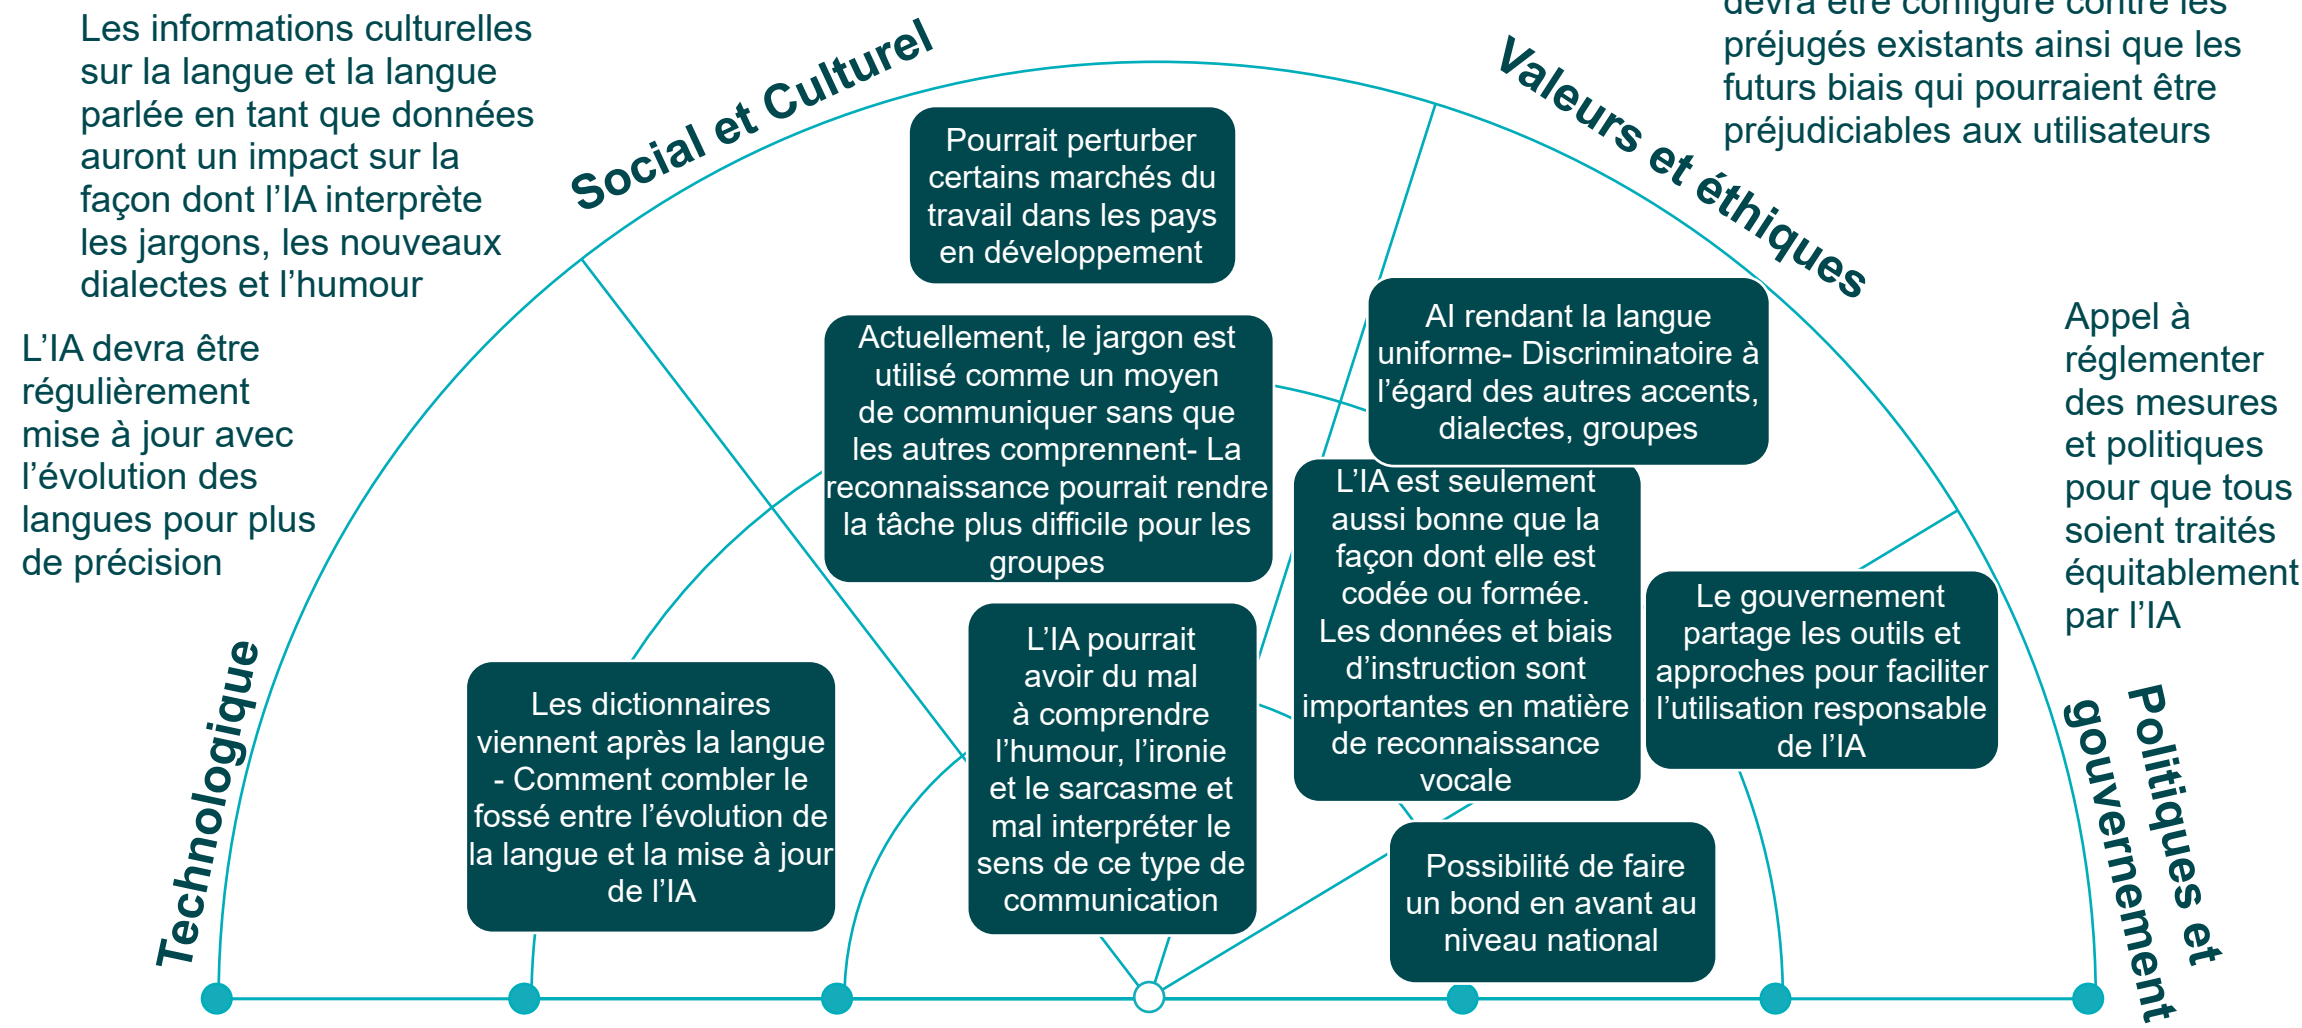 Les informations culturelles
sur la langue et la langue
parlée en tant que données
auront un impact sur la
façon dont l’IA interprète
les jargons, les nouveaux
dialectes et l’humour
L’IA devra être
régulièrement
mise à jour avec
l’évolution des
langues pour plus
de précision
Technologique
Social et Culturel
Valeurs et éthiques
Politiques et
gouvernement
devra être configuré contre les
préjugés existants ainsi que les
futurs biais qui pourraient être
préjudiciables aux utilisateurs
Appel à
réglementer
des mesures
et politiques
pour que tous
soient traités
équitablement
par l’IA
Pourrait perturber
certains marchés du
travail dans les pays
en développement
Actuellement, le jargon est
utilisé comme un moyen
de communiquer sans que
les autres comprennent- La
reconnaissance pourrait rendre
la tâche plus difficile pour les
groupes
AI rendant la langue
uniforme- Discriminatoire à
l’égard des autres accents,
dialectes, groupes
L’IA est seulement
aussi bonne que la
façon dont elle est
codée ou formée.
Les données et biais
d’instruction sont
importantes en matière
de reconnaissance
vocale
Le gouvernement
partage les outils et
approches pour faciliter
l’utilisation responsable
de l’IA
Les dictionnaires
viennent après la langue
- Comment combler le
fossé entre l’évolution de
la langue et la mise à jour
de l’IA
L’IA pourrait
avoir du mal
à comprendre
l’humour, l’ironie
et le sarcasme et
mal interpréter le
sens de ce type de
communication
Possibilité de faire
un bond en avant au
niveau national